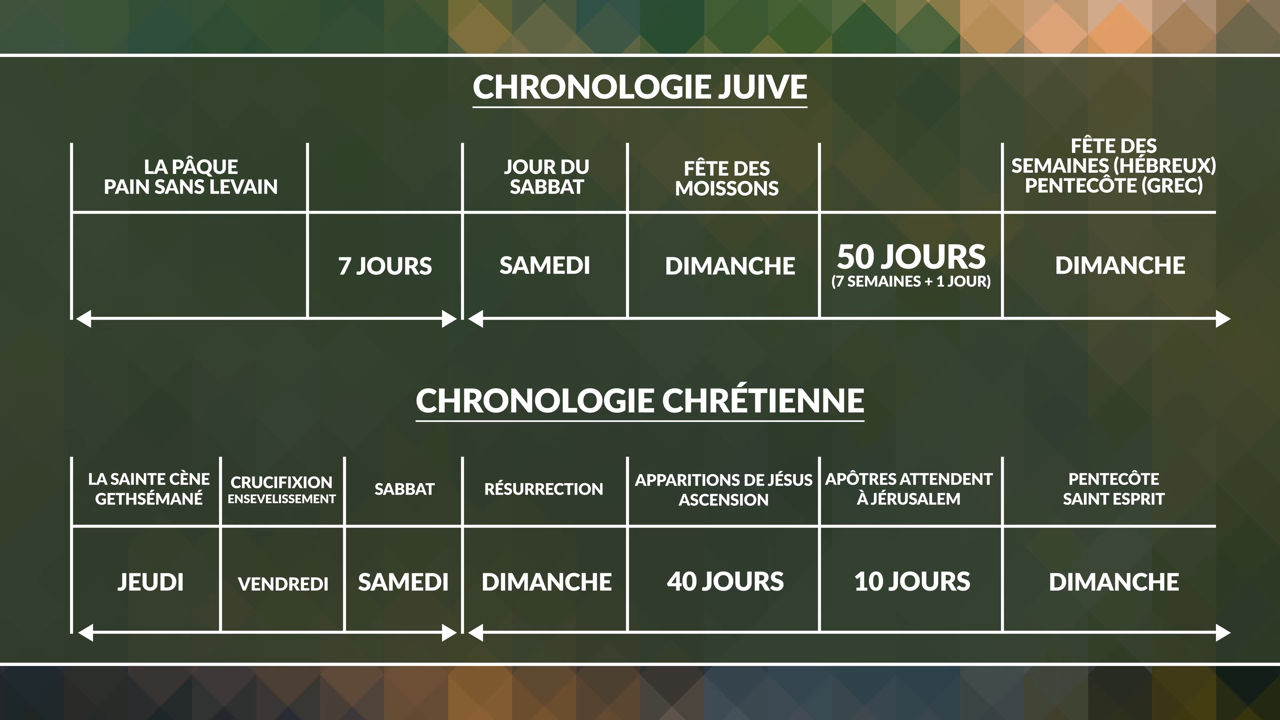 CHRONOLOGIE JUIVE
LA PÂQUE
PAIN SANS LEVAIN
JOUR DU
SABBAT
FÊTE DES
MOISSONS
FÊTE DES
SEMAINES (HÉBREUX)
PENTECÔTE (GREC)
7 JOURS
SAMEDI
DIMANCHE
50 JOURS
(7 SEMAINES + 1 JOUR)
DIMANCHE
CHRONOLOGIE CHRÉTIENNE
LA SAINTE CÈNE
GETHSÉMANÉ
CRUCIFIXION
ENSEVELISSEMENT
SABBAT
RÉSURRECTION
APPARITIONS DE JÉSUS
ASCENSION
APÔTRES ATTENDENT
À JÉRUSALEM
PENTECÔTE
SAINT ESPRIT
JEUDI
VENDREDI
SAMEDI
DIMANCHE
40 JOURS
10 JOURS
DIMANCHE